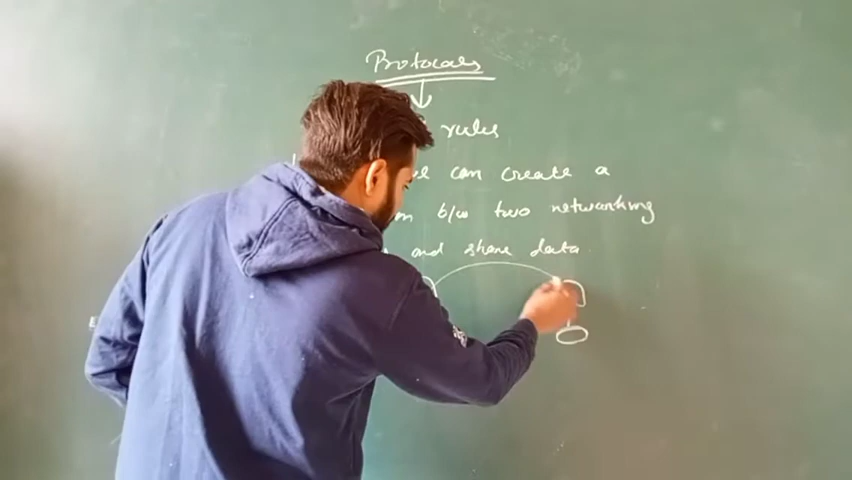 Protocols
rules
can create a
b/w two networking
and share data